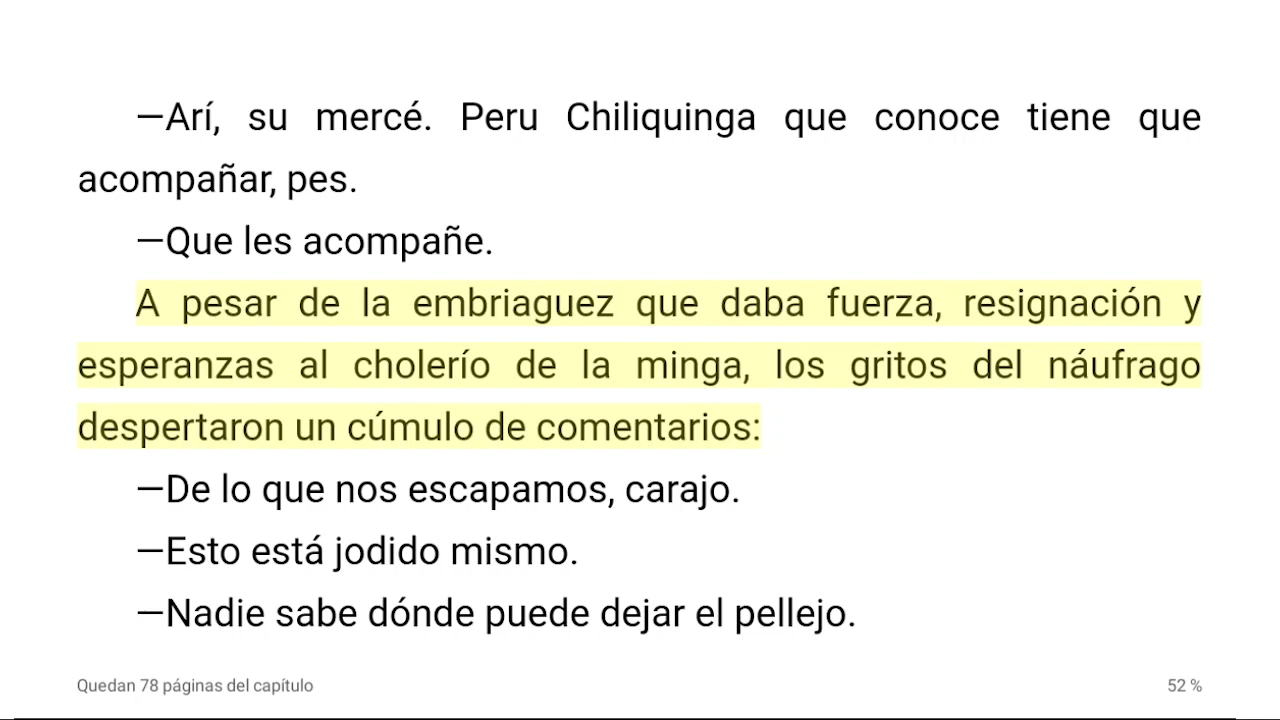 —Arí, su mercé. Peru Chiliquinga que conoce tiene que
acompañar, pes.
—Que les acompañe.
A pesar de la embriaguez que daba fuerza, resignación y
esperanzas al cholerío de la minga, los gritos del náufrago
despertaron un cúmulo de comentarios:
—De lo que nos escapamos, carajo.
—Esto está jodido mismo.
—Nadie sabe dónde puede dejar el pellejo.
Quedan 78 páginas del capítulo
52 %